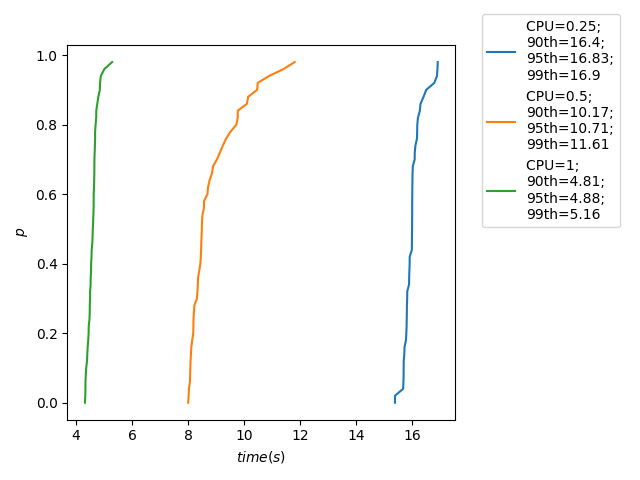 CPU=0.25;
90th=16.4;
95th=16.83;
99th=16.9
CPU=0.5;
90th=10.17;
95th=10.71;
99th=11.61
CPU=1;
90th=4.81;
95th=4.88;
99th=5.16
1.0
0.8
0.6
0.4
0.2
0.0
p
4 6 8 10 12 14 16
time(s)